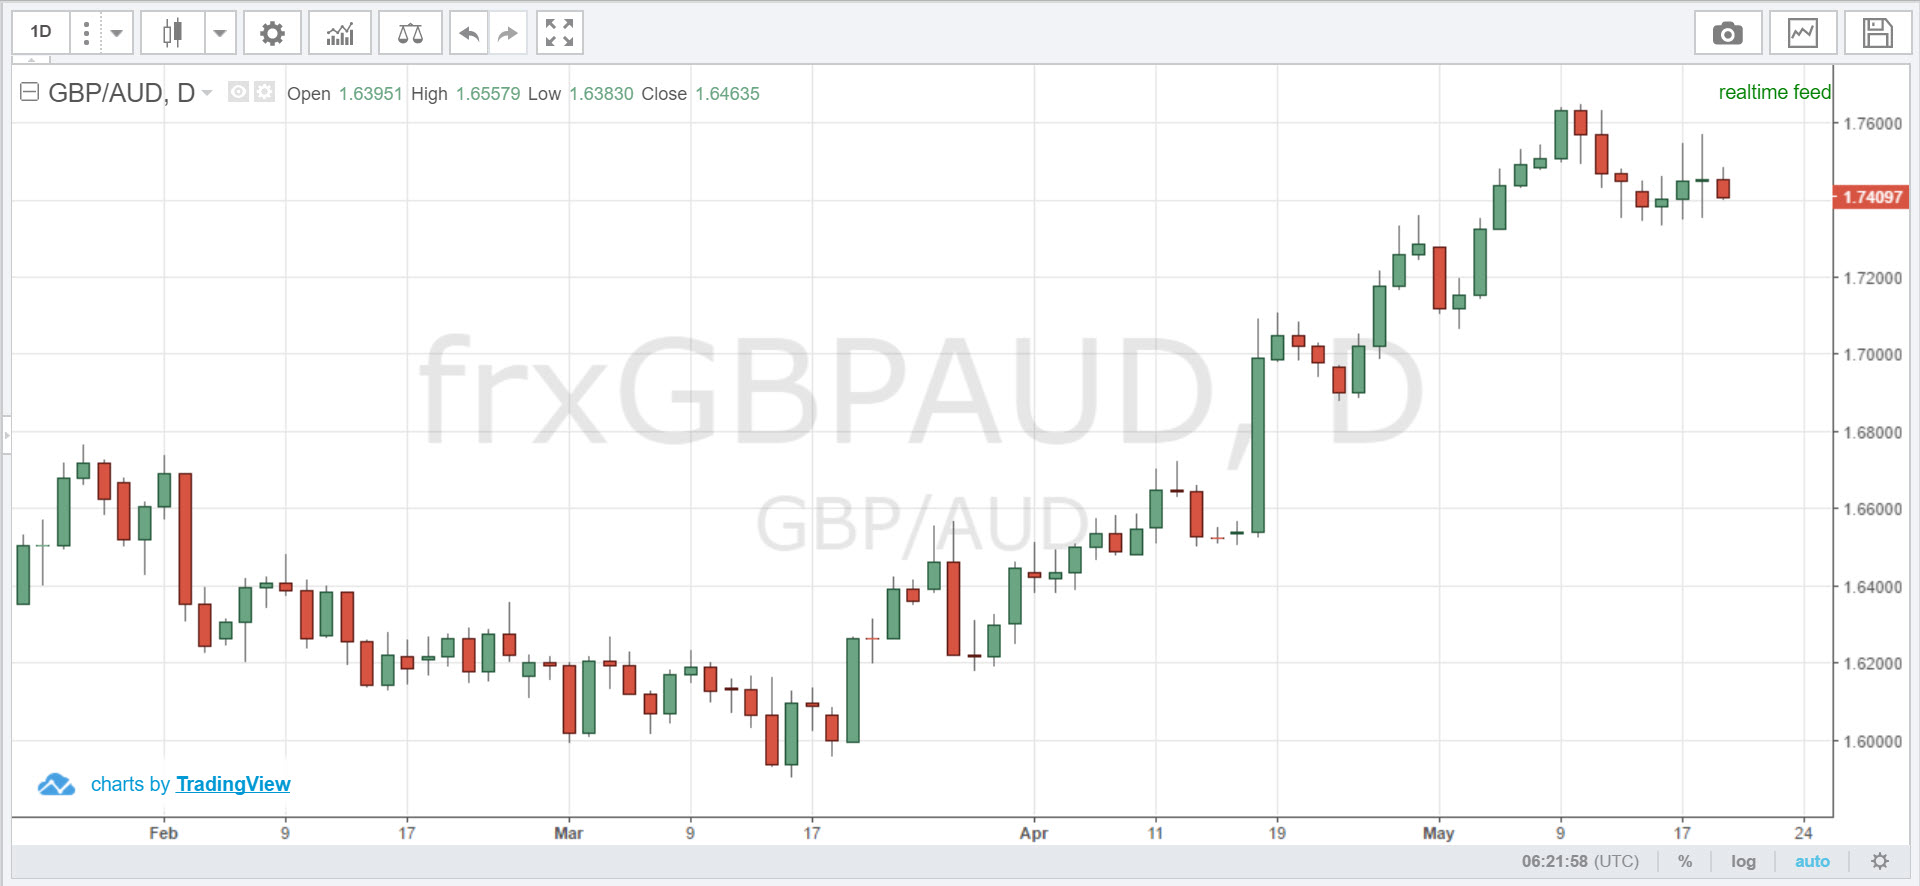 1D
GBP/AUD, D Open 1.63951 High 1.65579 Low 1.63830 Close 1.64635
realtime feed
1.76000
1.74097
1.72000
1.70000
frxGBPAUD, D
1.68000
1.66000
GBP/AUD
1.64000
1.62000
1.60000
charts by TradingView
Feb 9 17 Mar 9 17 Apr 11 19 May 9 17 24
06:21:58 (UTC) % log auto